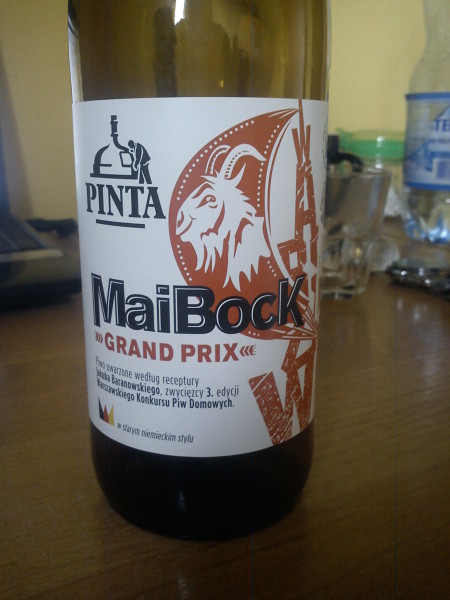 PINTA
MaiBock
GRAND PRIX
Piwo uwarzone według receptury
Jakuba Baranowskiego, zwycięzcy 3. edycji
Warszawskiego Konkursu Piw Domowych.
w starym niemieckim stylu